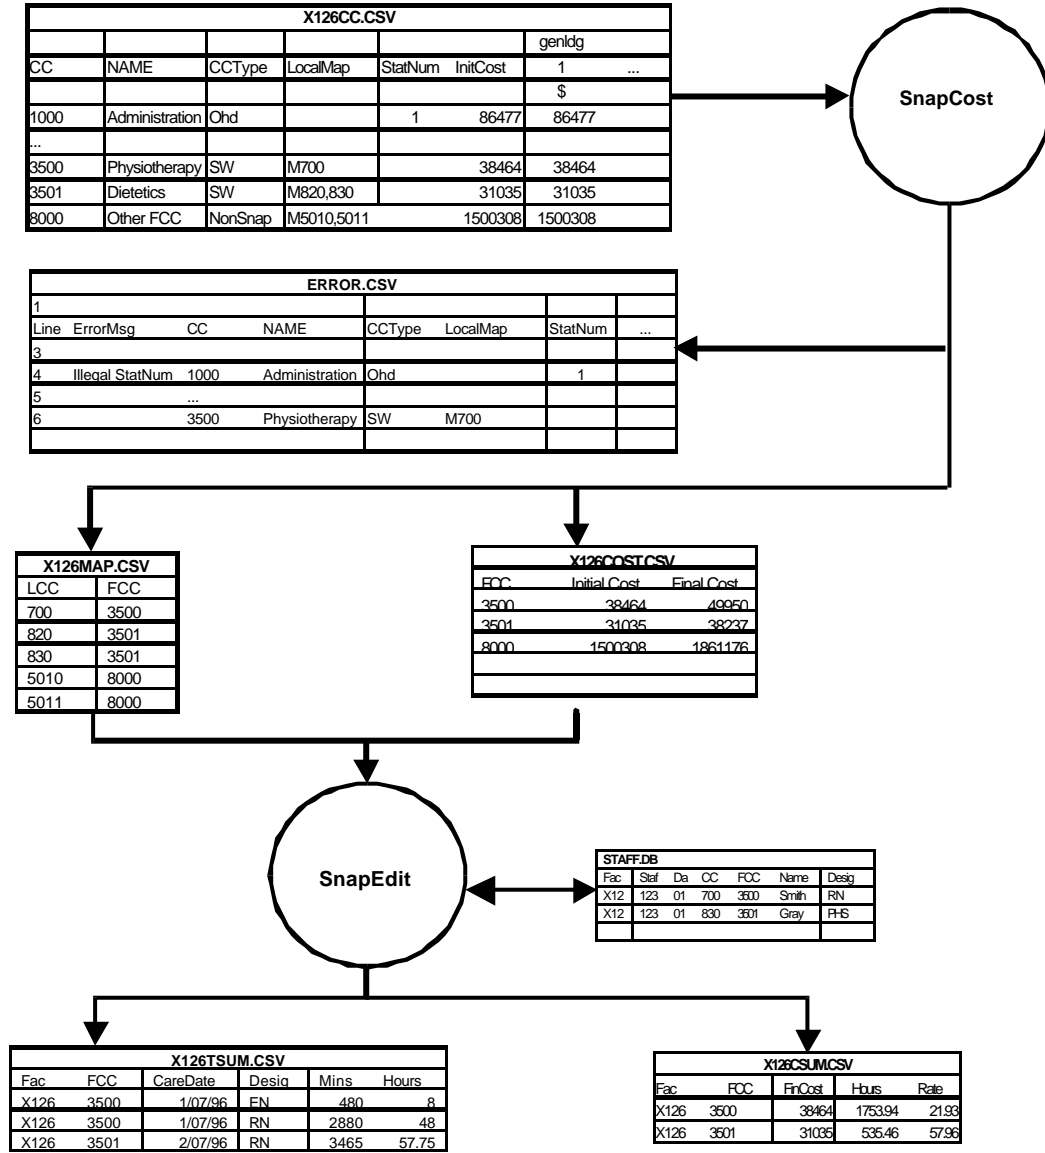 X126CC.CSV
genldg
CC NAME CCType LocalMap StatNum InitCost 1 ...
$
1000 Administration Ohd 1 86477 86477
...
3500 Physiotherapy SW M700 38464 38464
3501 Dietetics SW M820,830 31035 31035
8000 Other FCC NonSnap M5010,5011 1500308 1500308
SnapCost
ERROR.CSV
1
Line ErrorMsg CC NAME CCType LocalMap StatNum ...
3
4 Illegal StatNum 1000 Administration Ohd 1
5 ...
6 3500 Physiotherapy SW M700
X126MAP.CSV
LCC FCC
700 3500
820 3501
830 3501
5010 8000
5011 8000
X126COST.CSV
FCC Initial Cost Final Cost
3500 38464 49950
3501 31035 38237
8000 1500308 1861176
SnapEdit
STAFF.DB
Fac Staf Da CC FCC Name Desig
X12 123 01 700 3500 Smith RN
X12 123 01 830 3501 Gray PHS
X126TSUM.CSV
Fac FCC CareDate Desig Mins Hours
X126 3500 1/07/96 EN 480 8
X126 3500 1/07/96 RN 2880 48
X126 3501 2/07/96 RN 3465 57.75
X126CSUM.CSV
Fac FCC FinCost Hours Rate
X126 3500 38464 1753.94 21.93
X126 3501 31035 535.46 57.96